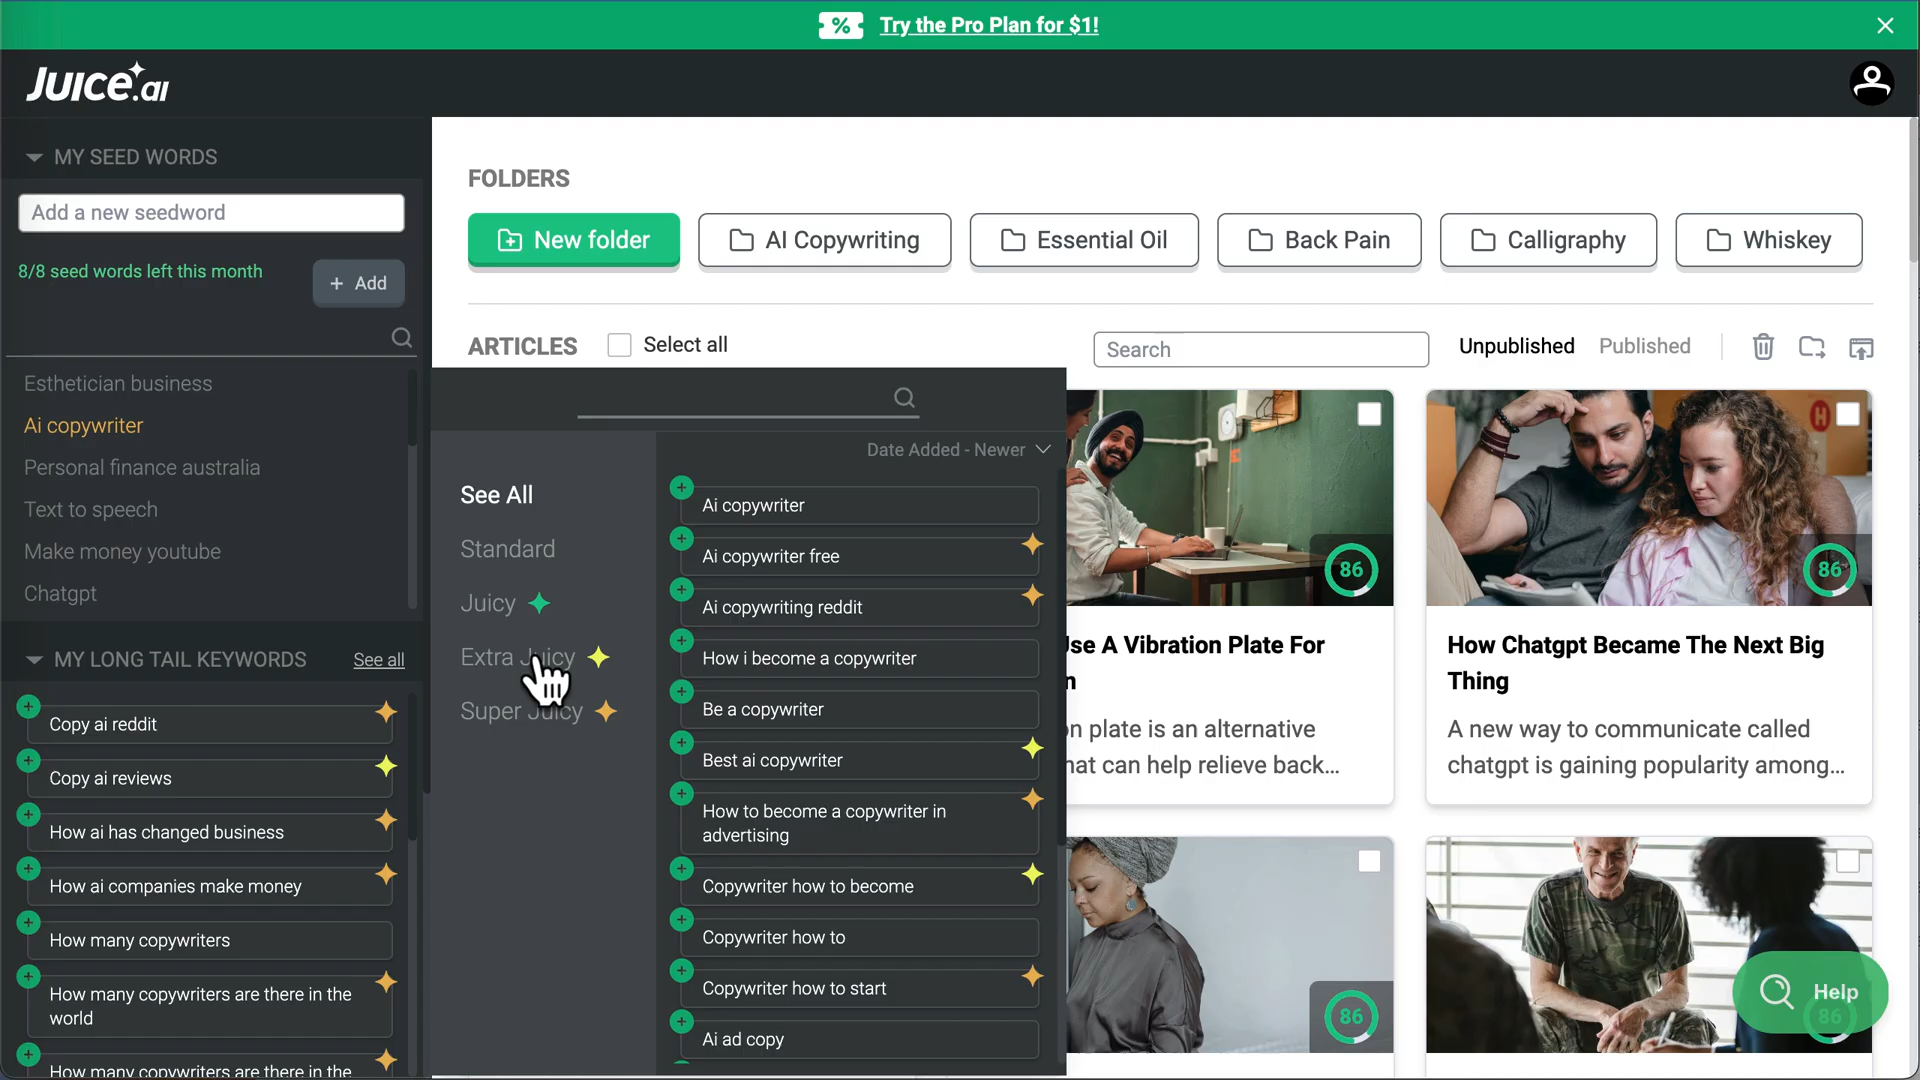 Try the Pro Plan for $1!
JUICE.ai
MY SEED WORDS
Add a new seedword
8/8 seed words left this month
+ Add
Esthetician business
Ai copywriter
Personal finance australia
Text to speech
Make money youtube
Chatgpt
MY LONG TAIL KEYWORDS
See all
Copy ai reddit
Copy ai reviews
How ai has changed business
How ai companies make money
How many copywriters
How many copywriters are there in the
world
How many copywriters are there in the
FOLDERS
New folder
AI Copywriting
Essential Oil
Back Pain
Calligraphy
Whiskey
ARTICLES
Select all
Search
Unpublished
Published
Date Added - Newer
See All
Standard
Juicy
Extra Juicy
Super Juicy
Ai copywriter
Ai copywriter free
Ai copywriting reddit
How i become a copywriter
Be a copywriter
Best ai copywriter
How to become a copywriter in
advertising
Copywriter how to become
Copywriter how to
Copywriter how to start
Ai ad copy
86
Use A Vibration Plate For
plate is an alternative
that can help relieve back...
86
How Chatgpt Became The Next Big
Thing
A new way to communicate called
chatgpt is gaining popularity among...
86
86
Help